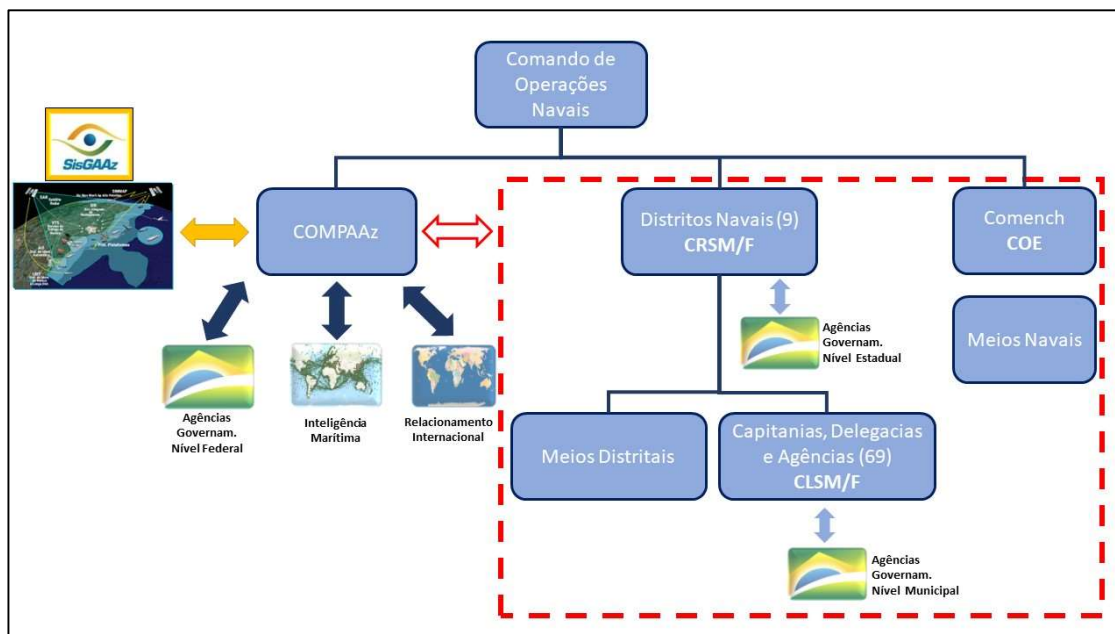 Comando de
Operações
Navais
SisGAAz
COMPAAz
Distritos Navais (9)
CRSM/F
Comench
COE
Agências
Governam.
Nível Estadual
Meios Navais
Agências
Governam.
Nível Federal
Inteligência
Marítima
Relacionamento
Internacional
Meios Distritais
Capitanias, Delegacias
e Agências (69)
CLSM/F
Agências
Governam.
Nível Municipal